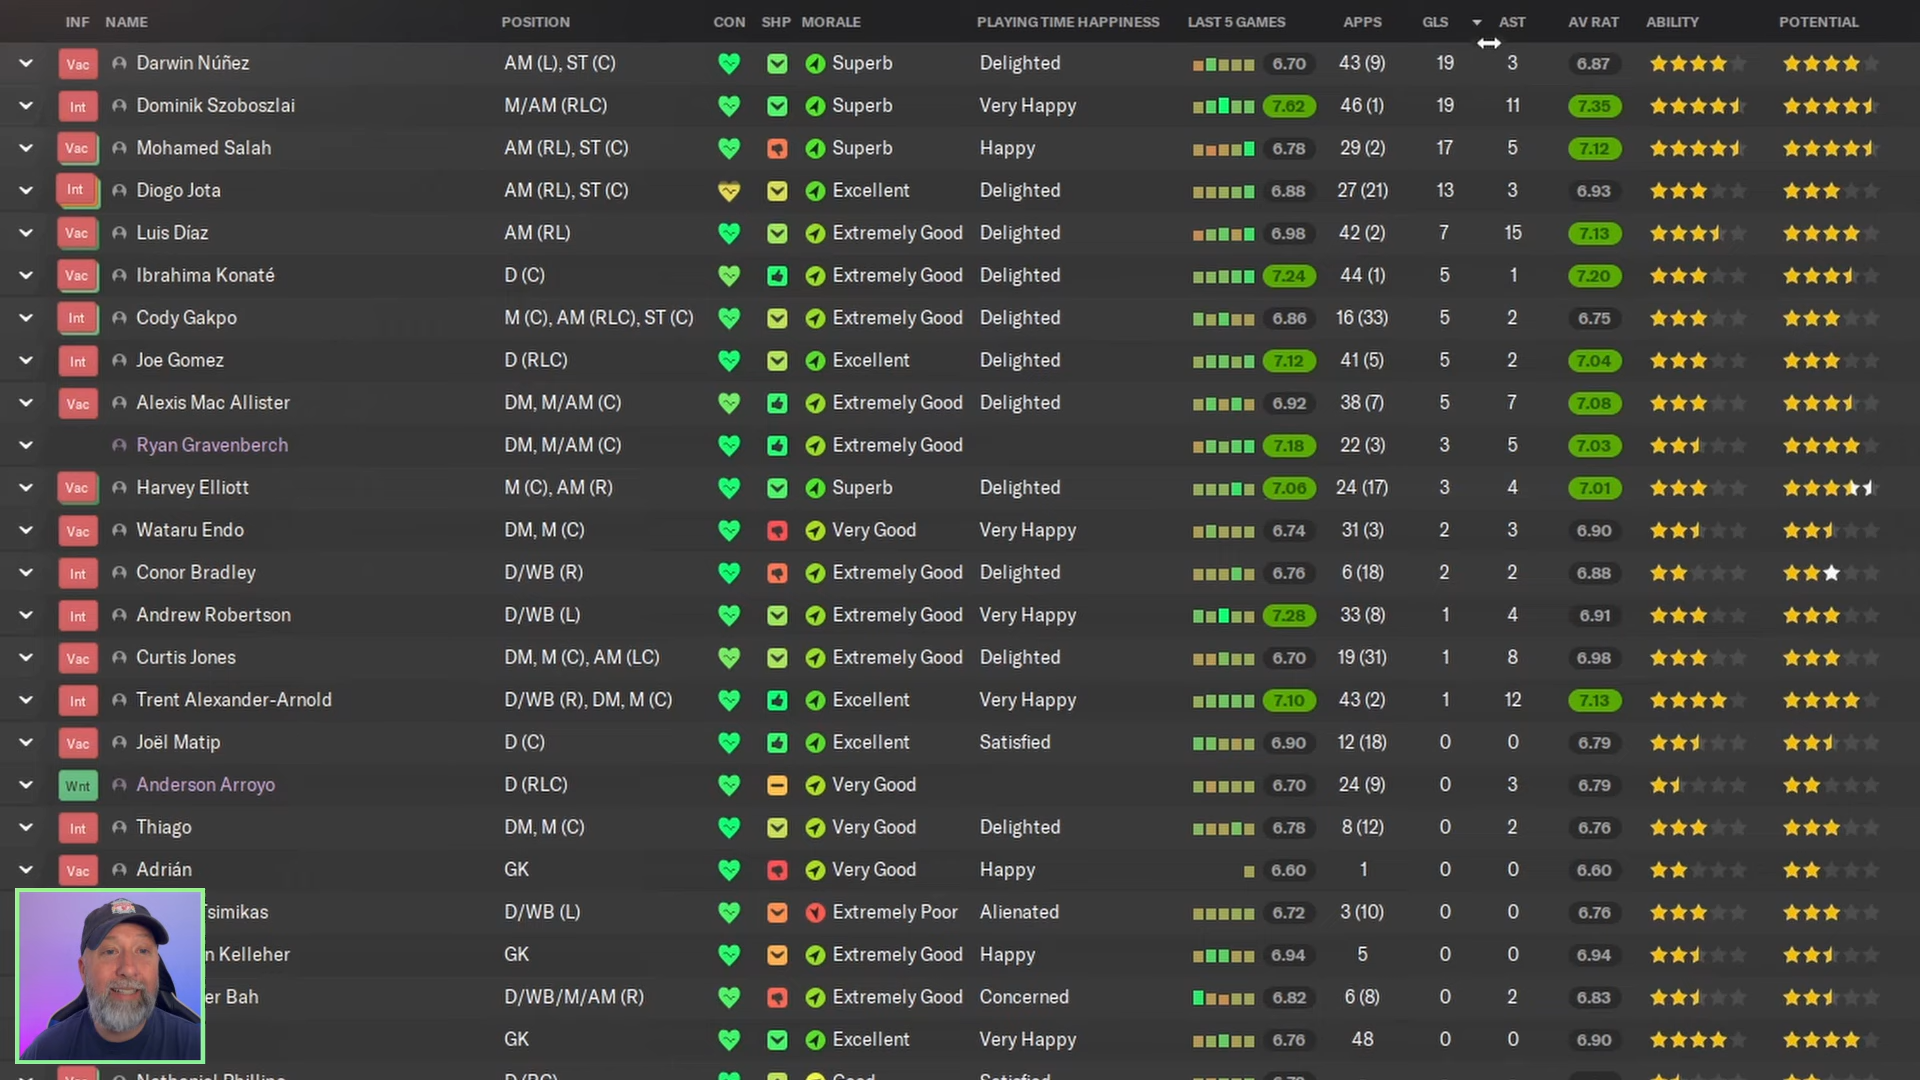 INF NAME POSITION CON SHP MORALE PLAYING TIME HAPPINESS LAST 5 GAMES APPS GLS AST AV RAT ABILITY POTENTIAL
Vac Darwin Núñez AM (L), ST (C) Superb Delighted 6.70 43 (9) 19 3 6.87
Int Dominik Szoboszlai M/AM (RLC) Superb Very Happy 7.62 46 (1) 19 11 7.35
Vac Mohamed Salah AM (RL), ST (C) Superb Happy 6.78 29 (2) 17 5 7.12
Int Diogo Jota AM (RL), ST (C) Excellent Delighted 6.88 27 (21) 13 3 6.93
Vac Luis Díaz AM (RL) Extremely Good Delighted 6.98 42 (2) 7 15 7.13
Vac Ibrahima Konaté D (C) Extremely Good Delighted 7.24 44 (1) 5 1 7.20
Int Cody Gakpo M (C), AM (RLC), ST (C) Extremely Good Delighted 6.86 16 (33) 5 2 6.75
Int Joe Gomez D (RLC) Excellent Delighted 7.12 41 (5) 5 2 7.04
Vac Alexis Mac Allister DM, M/AM (C) Extremely Good Delighted 6.92 38 (7) 5 7 7.08
Ryan Gravenberch DM, M/AM (C) Extremely Good 7.18 22 (3) 3 5 7.03
Vac Harvey Elliott M (C), AM (R) Superb Delighted 7.06 24 (17) 3 4 7.01
Vac Wataru Endo DM, M (C) Very Good Very Happy 6.74 31 (3) 2 3 6.90
Int Conor Bradley D/WB (R) Extremely Good Delighted 6.76 6 (18) 2 2 6.88
Int Andrew Robertson D/WB (L) Extremely Good Very Happy 7.28 33 (8) 1 4 6.91
Vac Curtis Jones DM, M (C), AM (LC) Extremely Good Delighted 6.70 19 (31) 1 8 6.98
Int Trent Alexander-Arnold D/WB (R), DM, M (C) Excellent Very Happy 7.10 43 (2) 1 12 7.13
Vac Joël Matip D (C) Excellent Satisfied 6.90 12 (18) 0 0 6.79
Wnt Anderson Arroyo D (RLC) Very Good 6.70 24 (9) 0 3 6.79
Int Thiago DM, M (C) Very Good Delighted 6.78 8 (12) 0 2 6.76
Vac Adrián GK Very Good Happy 6.60 1 0 0 6.60
Tsimikas D/WB (L) Extremely Poor Alienated 6.72 3 (10) 0 0 6.76
n Kelleher GK Extremely Good Happy 6.94 5 0 0 6.94
er Bah D/WB/M/AM (R) Extremely Good Concerned 6.82 6 (8) 0 2 6.83
GK Excellent Very Happy 6.76 48 0 0 6.90